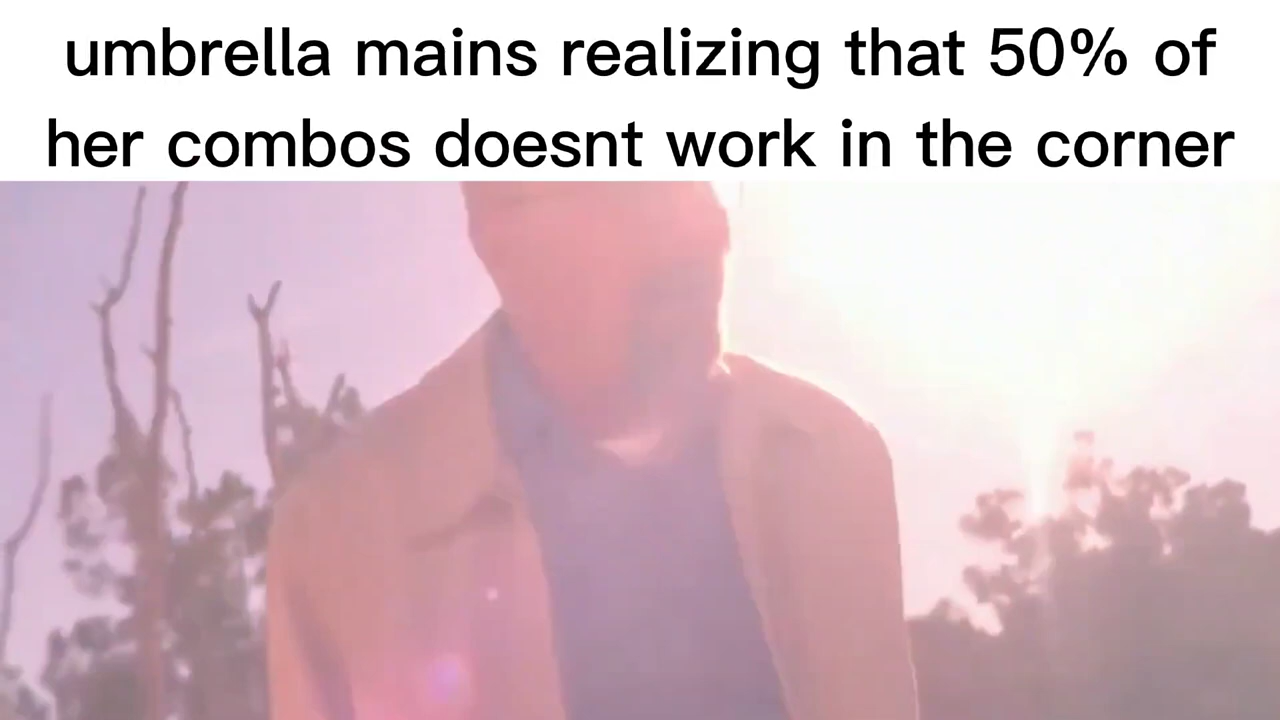 umbrella mains realizing that 50% of
her combos doesnt work in the corner